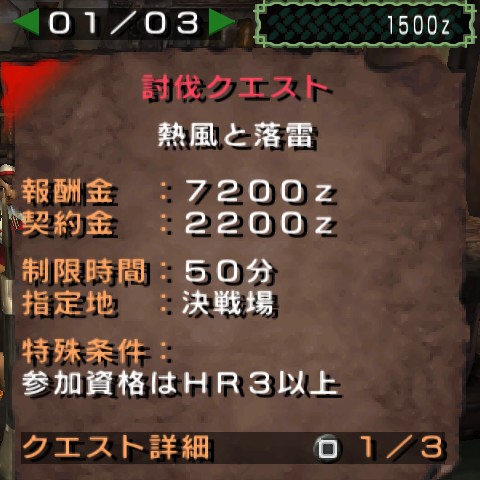 01/03
1500z
討伐クエスト
熱風と落雷
報酬金 :7200z
契約金 :2200z
制限時間:50分
指定地 :決戦場
特殊条件:
参加資格はHR3以上
クエスト詳細 1/3